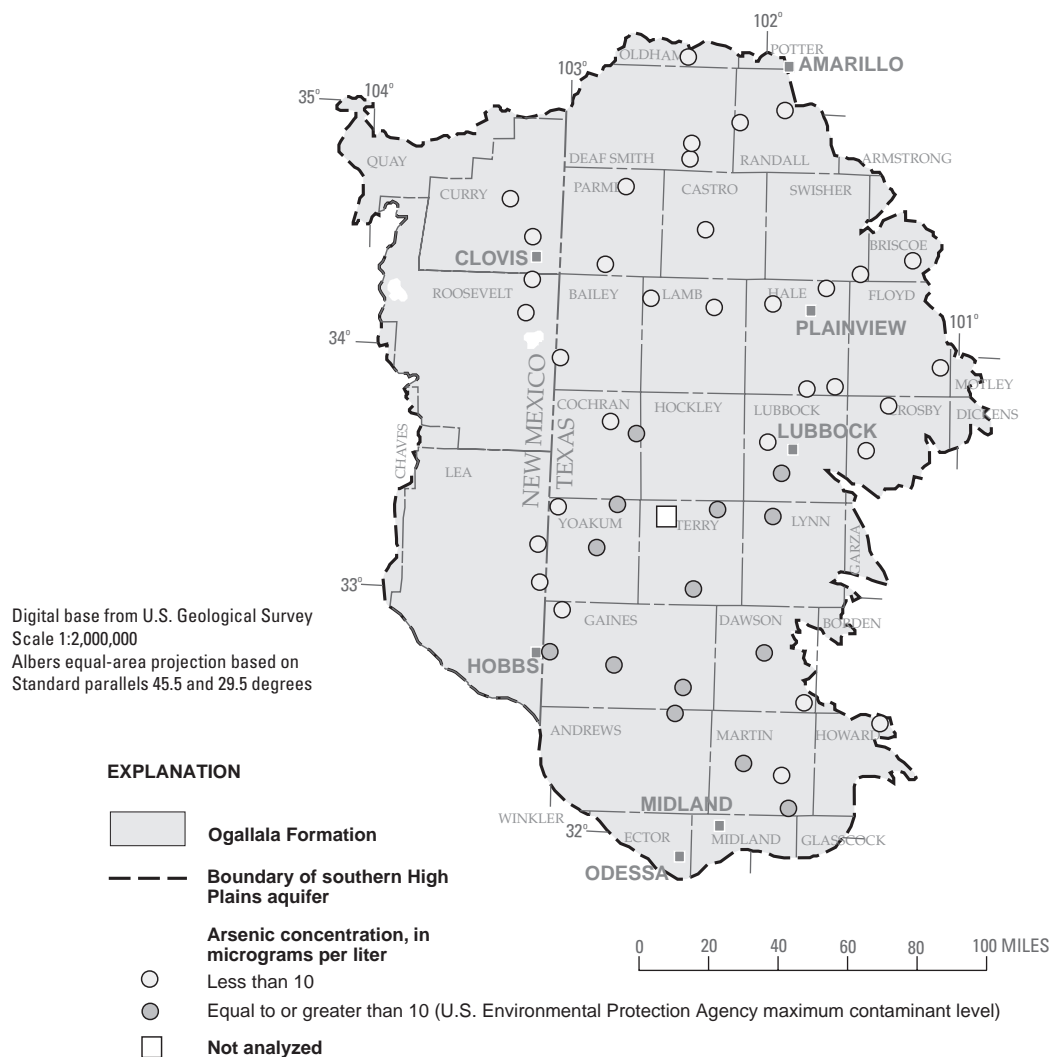 102°
POTTER
OLDHAM
AMARILLO
103°
35°
104°
QUAY
DEAF SMITH
RANDALL
ARMSTRONG
CURRY
CASTRO
SWISHER
CLOVIS
BRISCOE
ROOSEVELT
BAILEY
LAMB
HALE
FLOYD
PLAINVIEW
34°
101°
MOTLEY
COCHRAN
HOCKLEY
LUBBOCK
ROSBY
DICKENS
LUBBOCK
CHAVES
LEA
NEW MEXICO
TEXAS
YOAKUM
TERRY
LYNN
GARZA
33°
GAINES
DAWSON
BORDEN
HOBBS
ANDREWS
MARTIN
HOWARD
MIDLAND
WINKLER
32°
ECTOR
MIDLAND
GLASSCOCK
ODESSA
Digital base from U.S. Geological Survey
Scale 1:2,000,000
Albers equal-area projection based on
Standard parallels 45.5 and 29.5 degrees
EXPLANATION
Ogallala Formation
Boundary of southern High
Plains aquifer
Arsenic concentration, in
micrograms per liter
Less than 10
Equal to or greater than 10 (U.S. Environmental Protection Agency maximum contaminant level)
Not analyzed
0 20 40 60 80 100 MILES